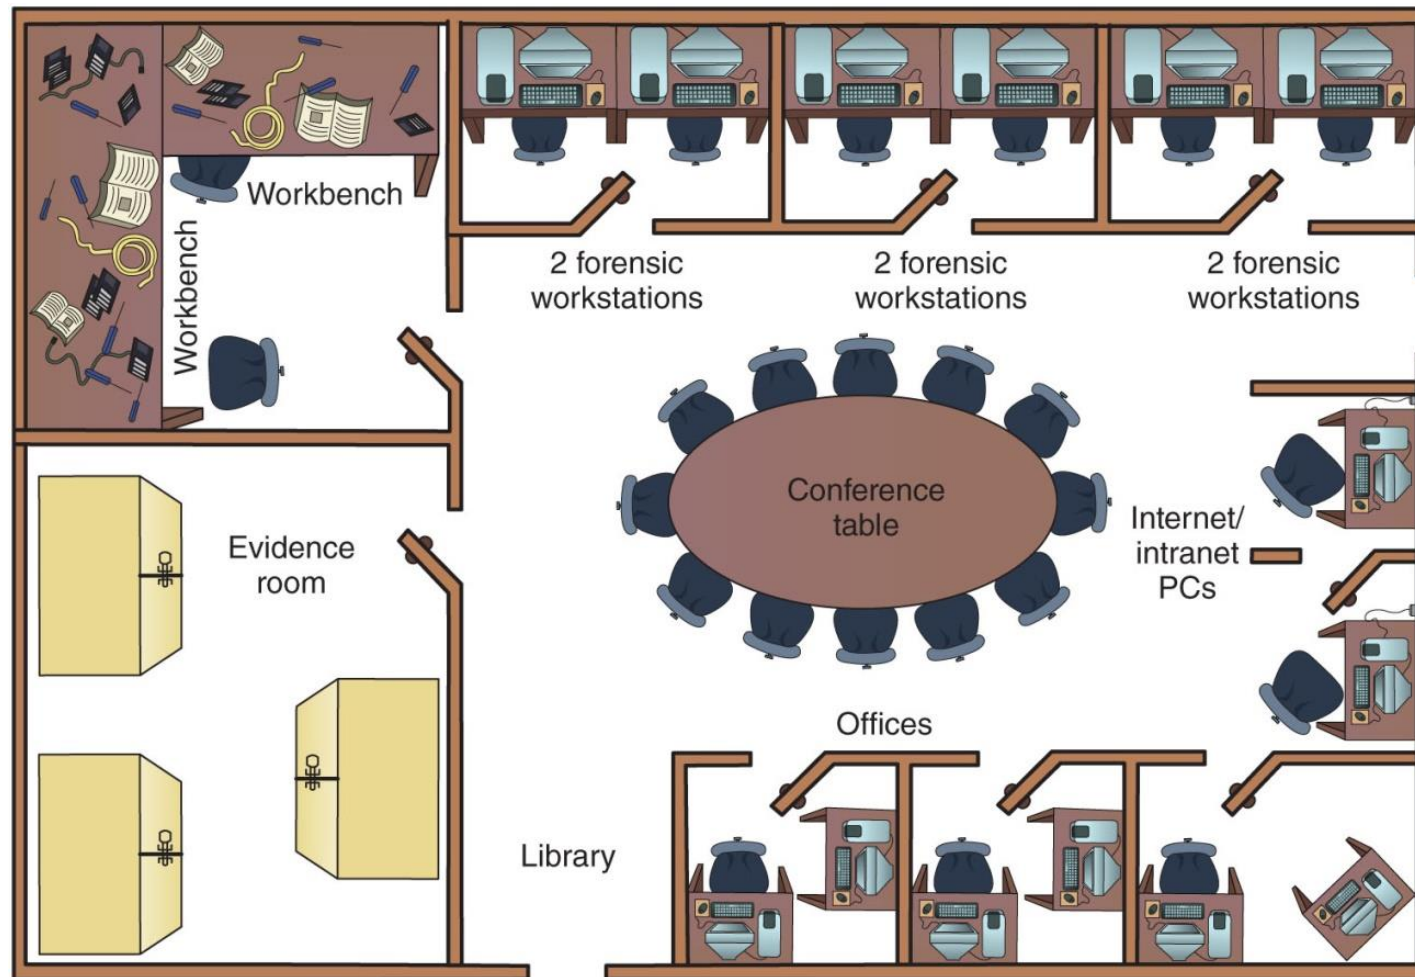 Workbench
Workbench
2 forensic
workstations
2 forensic
workstations
2 forensic
workstations
Conference
table
Internet/
intranet
PCs
Evidence
room
Offices
Library